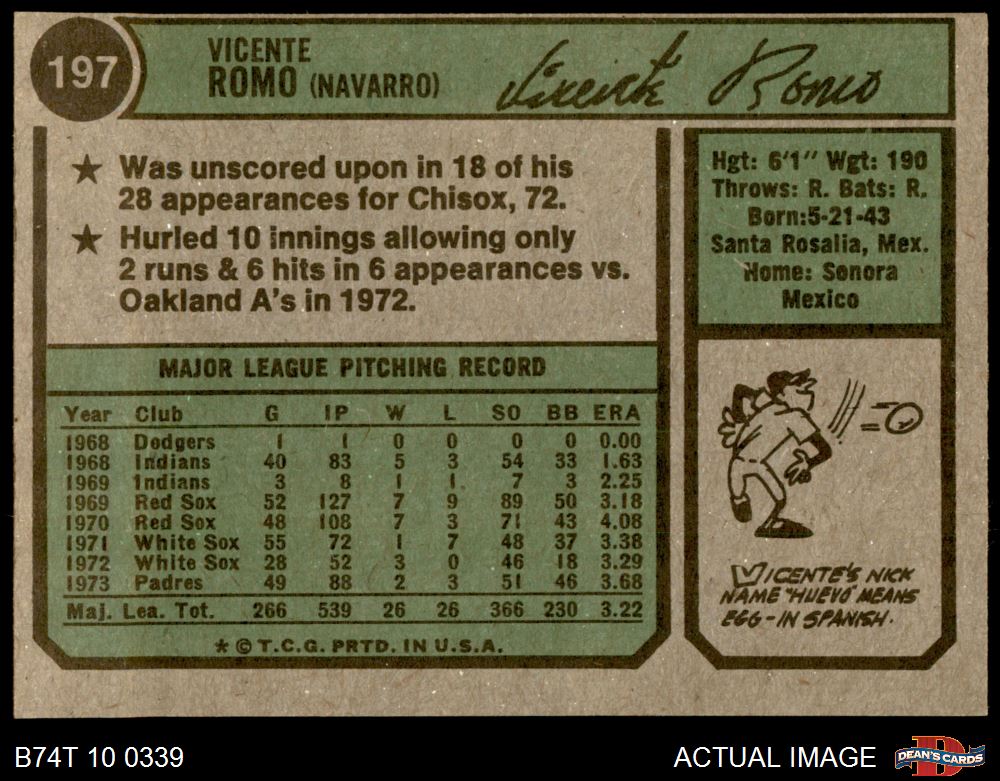 197
VICENTE
ROMO (NAVARRO)
Vicente Romo
★ Was unscored upon in 18 of his
28 appearances for Chisox, 72.
★ Hurled 10 innings allowing only
2 runs & 6 hits in 6 appearances vs.
Oakland A's in 1972.
Hgt: 6'1" Wgt: 190
Throws: R. Bats: R.
Born:5-21-43
Santa Rosalia, Mex.
Home: Sonora
Mexico
MAJOR LEAGUE PITCHING RECORD
Year Club G IP W L SO BB ERA
1968 Dodgers 1 1 0 0 0 0 0.00
1968 Indians 40 83 5 3 54 33 1.63
1969 Indians 3 8 1 1 7 3 2.25
1969 Red Sox 52 127 7 9 89 50 3.18
1970 Red Sox 48 108 7 3 71 43 4.08
1971 White Sox 55 72 1 7 48 37 3.38
1972 White Sox 28 52 3 0 46 18 3.29
1973 Padres 49 88 2 3 51 46 3.68
Maj. Lea. Tot. 266 539 26 26 366 230 3.22
* © T.C.G. PRTD. IN U.S.A.
VICENTE'S NICK
NAME "HUEVO" MEANS
EGG-IN SPANISH.
B74T 10 0339
ACTUAL IMAGE
D
DEAN'S CARDS